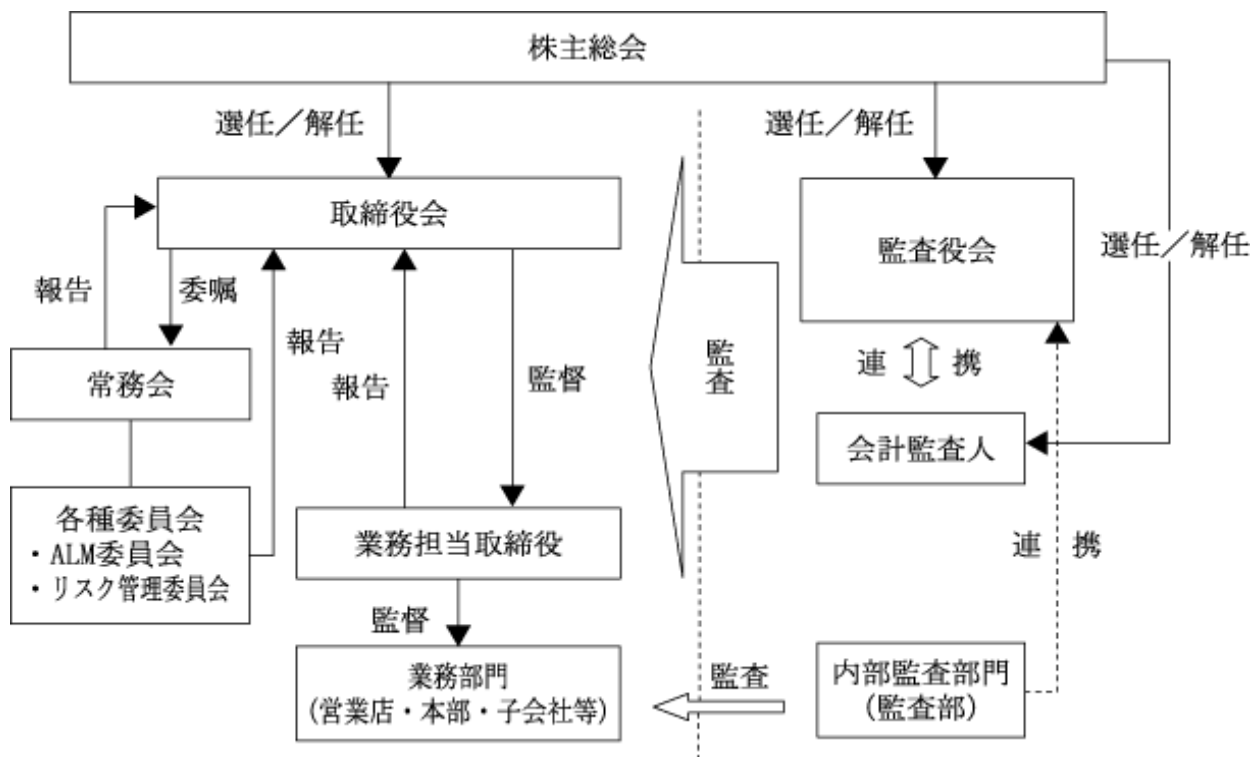 株主総会
選任／解任
選任／解任
取締役会
監査役会
選任／解任
報告
委嘱
報告
報告
監督
監査
連携
常務会
会計監査人
各種委員会
・ALM委員会
・リスク管理委員会
業務担当取締役
連携
監督
業務部門
(営業店・本部・子会社等)
監査
内部監査部門
(監査部)